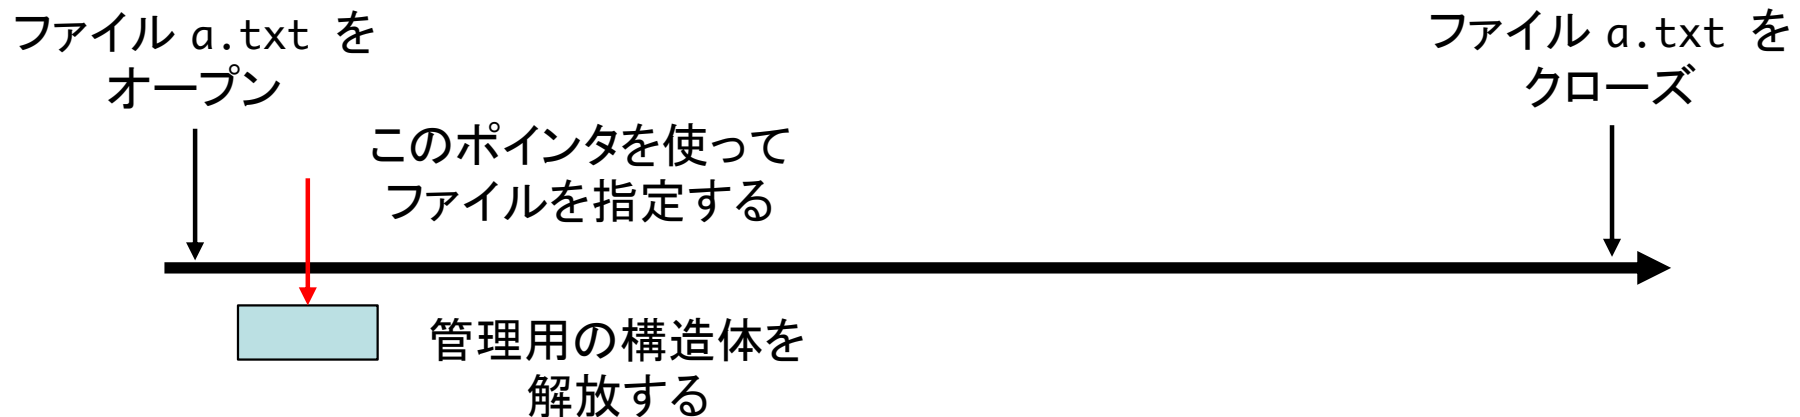 ファイル a.txt を
オープン
ファイル a.txt を
クローズ
このポインタを使って
ファイルを指定する
管理用の構造体を
解放する